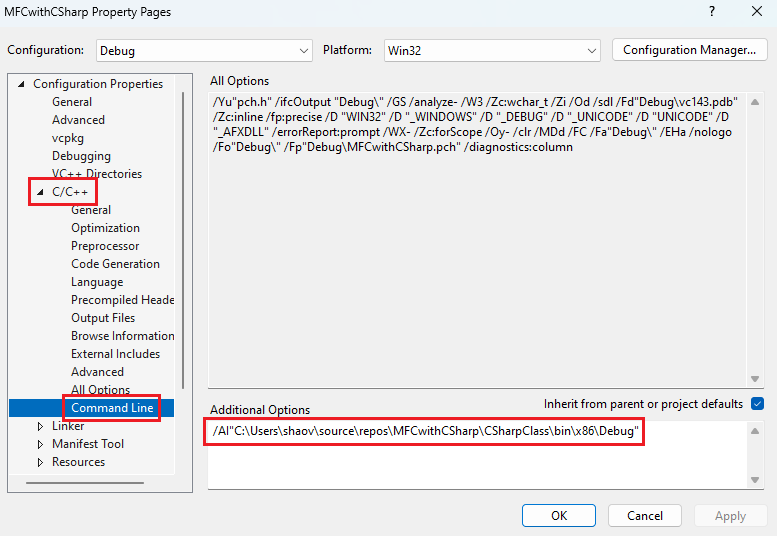 MFCwithCSharp Property Pages
Configuration: Debug Platform: Win32 Configuration Manager...
Configuration Properties
General
Advanced
vcpkg
Debugging
VC++ Directories
C/C++
General
Optimization
Preprocessor
Code Generation
Language
Precompiled Heade
Output Files
Browse Information
External Includes
Advanced
All Options
Command Line
Linker
Manifest Tool
Resources
All Options
/Yu"pch.h" /ifcOutput "Debug\" /GS /analyze- /W3 /Zc:wchar_t /Zi /Od /sdl /Fd"Debug\vc143.pdb"
/Zc:inline /fp:precise /D "WIN32" /D "_WINDOWS" /D "_DEBUG" /D "_UNICODE" /D "UNICODE" /D
"_AFXDLL" /errorReport:prompt /WX- /Zc:forScope /Oy- /clr /MDd /FC /Fa"Debug\" /EHa /nologo
/Fo"Debug\" /Fp"Debug\MFCwithCSharp.pch" /diagnostics:column
Additional Options Inherit from parent or project defaults
/AI"C:\Users\shaov\source\repos\MFCwithCSharp\CSharpClass\bin\x86\Debug"
OK Cancel Apply